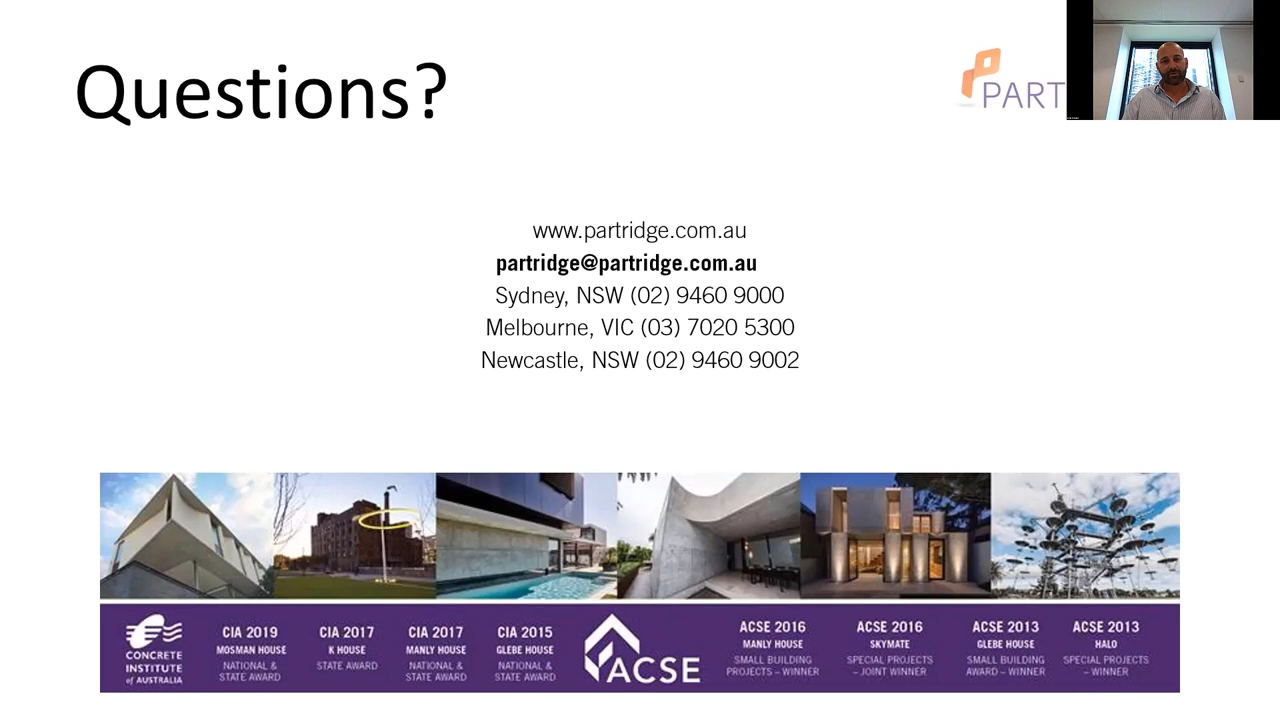 Questions?
PART
www.partridge.com.au
partridge@partridge.com.au
Sydney, NSW (02) 9460 9000
Melbourne, VIC (03) 7020 5300
Newcastle, NSW (02) 9460 9002
CONCRETE
INSTITUTE
of AUSTRALIA
CIA 2019
MOSMAN HOUSE
NATIONAL &
STATE AWARD
CIA 2017
K HOUSE
STATE AWARD
CIA 2017
MANLY HOUSE
NATIONAL &
STATE AWARD
CIA 2015
GLEBE HOUSE
NATIONAL &
STATE AWARD
ACSE
ACSE 2016
MANLY HOUSE
SMALL BUILDING
PROJECTS – WINNER
ACSE 2016
SKYMATE
SPECIAL PROJECTS
– JOINT WINNER
ACSE 2013
GLEBE HOUSE
SMALL BUILDING
AWARD – WINNER
ACSE 2013
HALO
SPECIAL PROJECTS
– WINNER